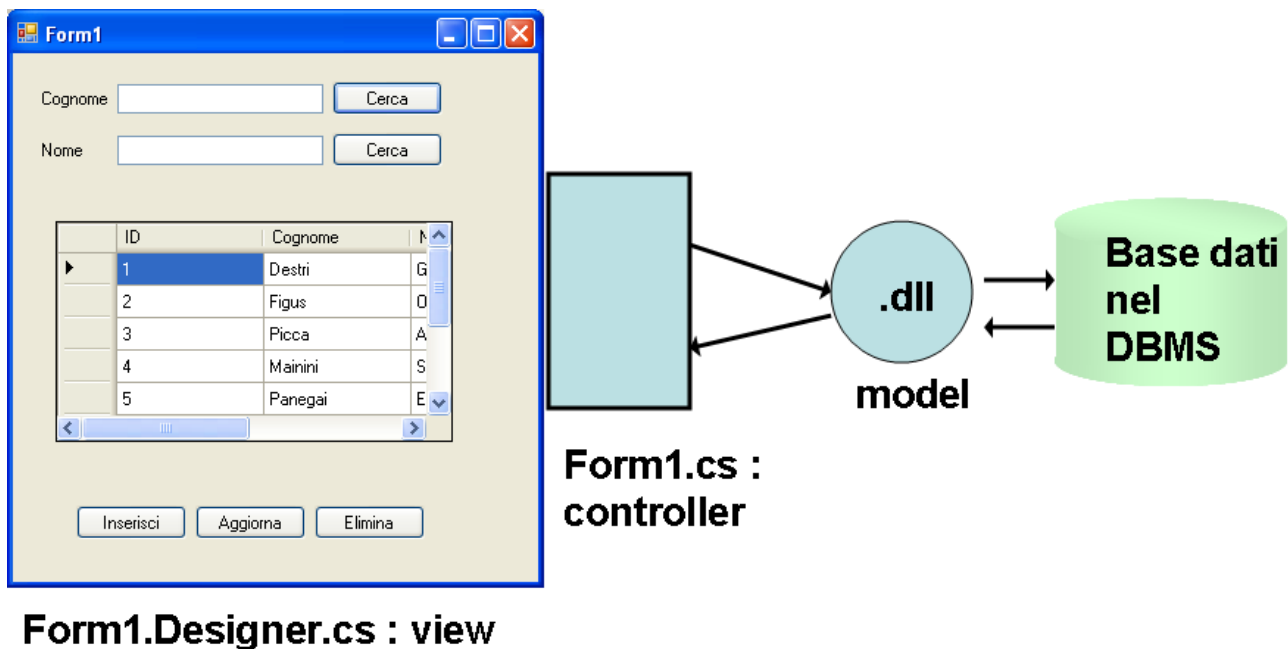 Form1
Cognome
Cerca
Nome
Cerca
ID Cognome
1 Destri G
2 Figus O
3 Picca A
4 Mainini S
5 Panegai E
Inserisci Aggiorna Elimina
Form1.Designer.cs : view
Form1.cs :
controller
.dll
model
Base dati
nel
DBMS